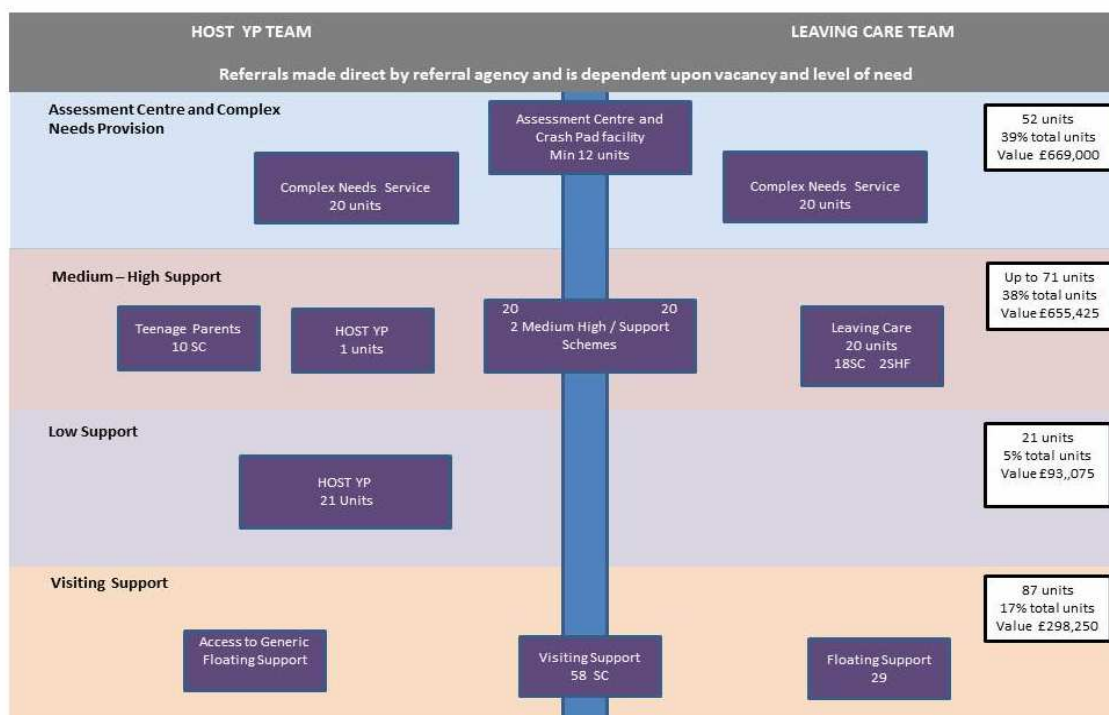 HOST YP TEAM
LEAVING CARE TEAM
Referrals made direct by referral agency and is dependent upon vacancy and level of need
Assessment Centre and Complex
Needs Provision
Assessment Centre and
Crash Pad facility
Min 12 units
Complex Needs Service
20 units
Complex Needs Service
20 units
52 units
39% total units
Value £669,000
Medium – High Support
Teenage Parents
10 SC
HOST YP
1 units
20 20
2 Medium High / Support
Schemes
Leaving Care
20 units
18SC 2SHF
Up to 71 units
38% total units
Value £655,425
Low Support
HOST YP
21 Units
21 units
5% total units
Value £93,,075
Visiting Support
Access to Generic
Floating Support
Visiting Support
58 SC
Floating Support
29
87 units
17% total units
Value £298,250